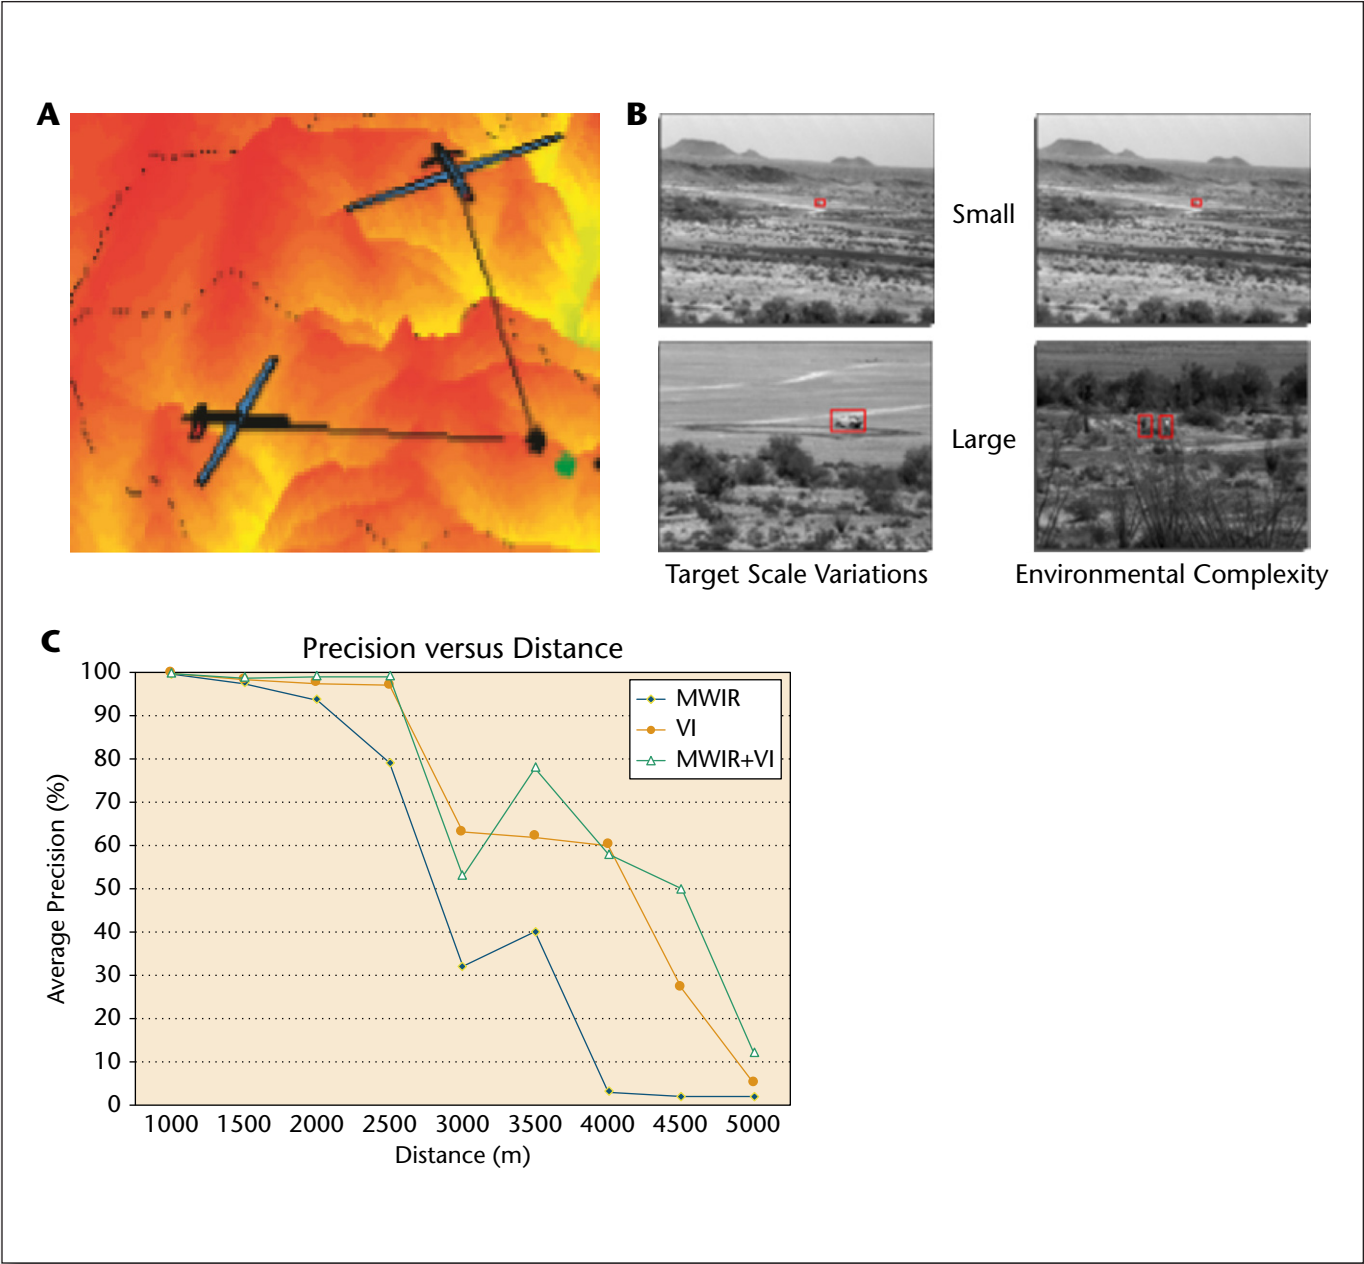 A
B
Small
Large
Target Scale Variations
Environmental Complexity
C
Precision versus Distance
Average Precision (%)
100
90
80
70
60
50
40
30
20
10
0
MWIR
VI
MWIR+VI
1000 1500 2000 2500 3000 3500 4000 4500 5000
Distance (m)